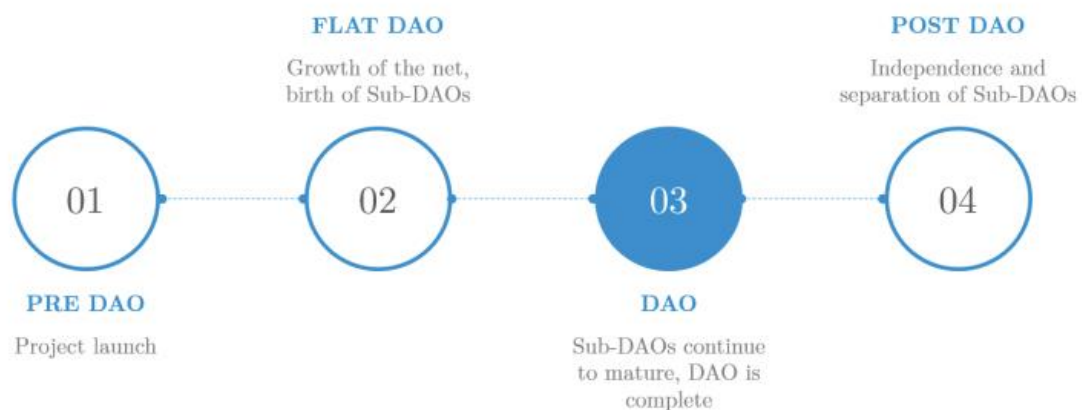 FLAT DAO
Growth of the net,
birth of Sub-DAOs
POST DAO
Independence and
separation of Sub-DAOs
01
02
03
04
PRE DAO
Project launch
DAO
Sub-DAOs continue
to mature, DAO is
complete